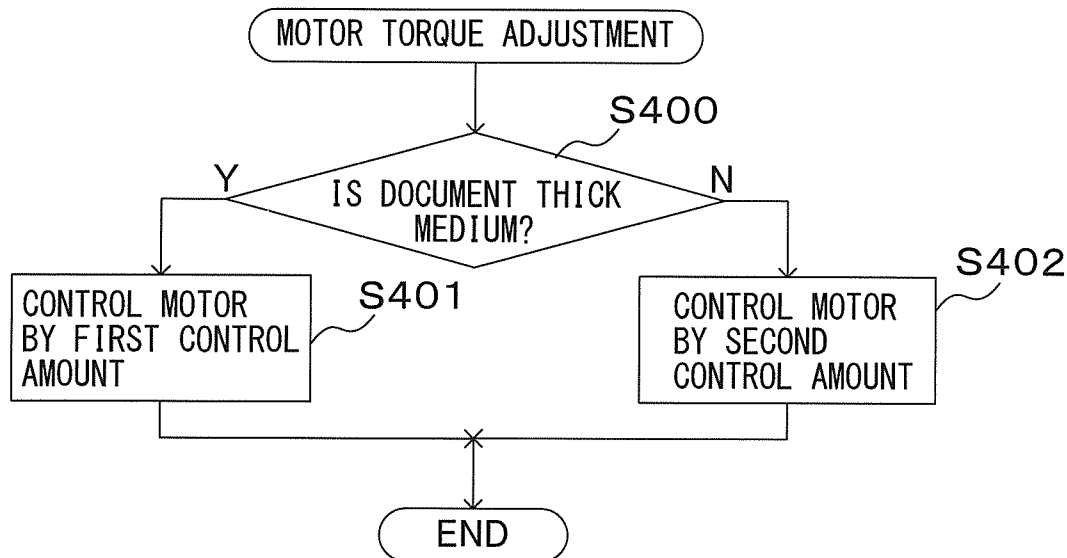 MOTOR TORQUE ADJUSTMENT
S400
Y
N
IS DOCUMENT THICK
MEDIUM?
S401
S402
CONTROL MOTOR
BY FIRST CONTROL
AMOUNT
CONTROL MOTOR
BY SECOND
CONTROL AMOUNT
END